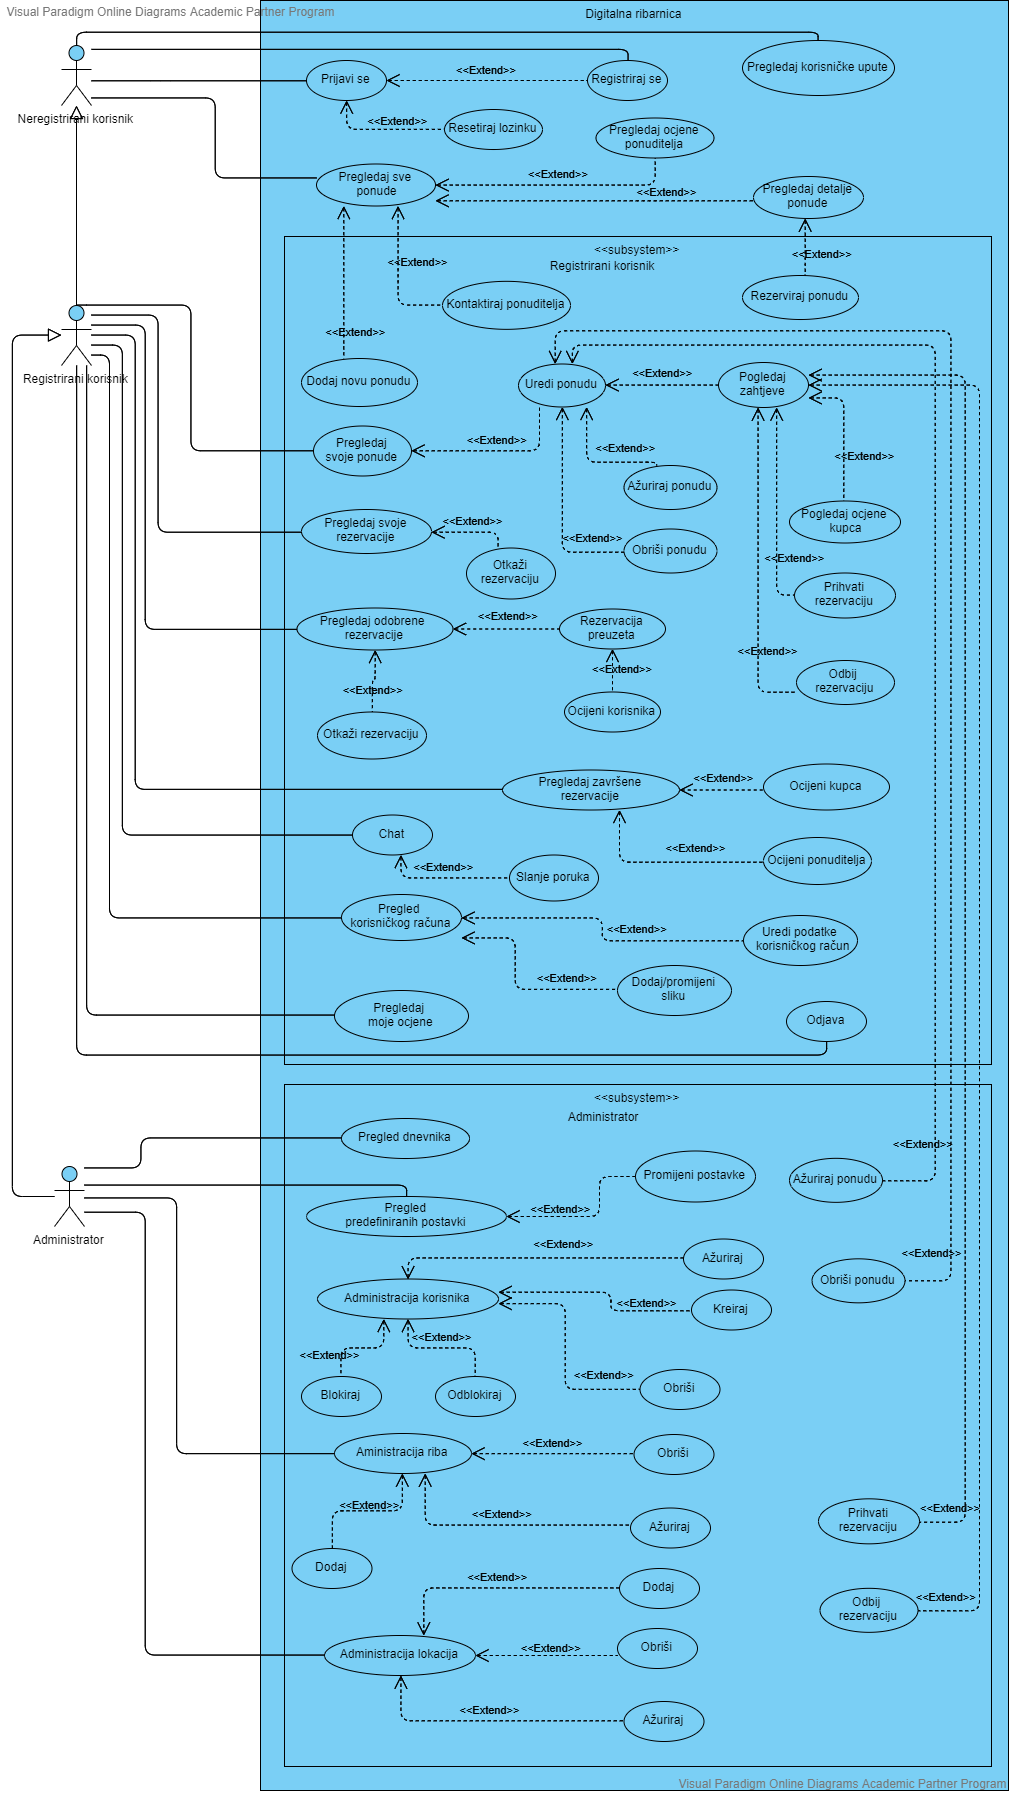 Visual Paradigm Online Diagrams Academic Partner Program
Digitalna ribarnica
Neregistrirani korisnik
Prijavi se
<<Extend>>
Registriraj se
Pregledaj korisničke upute
<<Extend>>
Resetiraj lozinku
Pregledaj ocjene
ponuditelja
Pregledaj sve
ponude
<<Extend>>
<<Extend>>
Pregledaj detalje
ponude
<<subsystem>>
Registrirani korisnik
<<Extend>>
<<Extend>>
Kontaktiraj ponuditelja
Rezerviraj ponudu
Registrirani korisnik
<<Extend>>
Dodaj novu ponudu
Uredi ponudu
<<Extend>>
Pogledaj
zahtjeve
Pregledaj
svoje ponude
<<Extend>>
<<Extend>>
<<Extend>>
Ažuriraj ponudu
Pogledaj ocjene
kupca
Pregledaj svoje
rezervacije
<<Extend>>
Otkaži
rezervaciju
<<Extend>>
Obriši ponudu
<<Extend>>
Prihvati
rezervaciju
Pregledaj odobrene
rezervacije
<<Extend>>
Rezervacija
preuzeta
<<Extend>>
<<Extend>>
Odbij
rezervaciju
<<Extend>>
Ocijeni korisnika
Otkaži rezervaciju
Pregledaj završene
rezervacije
<<Extend>>
Ocijeni kupca
Chat
<<Extend>>
Ocijeni ponuditelja
<<Extend>>
Slanje poruka
Pregled
korisničkog računa
<<Extend>>
Uredi podatke
korisničkog račun
<<Extend>>
Dodaj/promijeni
sliku
Pregledaj
moje ocjene
Odjava
<<subsystem>>
Administrator
Pregled dnevnika
<<Extend>>
Administrator
Promijeni postavke
Ažuriraj ponudu
Pregled
predefiniranih postavki
<<Extend>>
<<Extend>>
Ažuriraj
<<Extend>>
Obriši ponudu
Administracija korisnika
<<Extend>>
Kreiraj
<<Extend>>
<<Extend>>
<<Extend>>
Blokiraj
Odblokiraj
Obriši
Aministracija riba
<<Extend>>
Obriši
<<Extend>>
<<Extend>>
Ažuriraj
Prihvati
rezervaciju
<<Extend>>
Dodaj
<<Extend>>
Dodaj
Odbij
rezervaciju
<<Extend>>
Administracija lokacija
<<Extend>>
Obriši
<<Extend>>
Ažuriraj
Visual Paradigm Online Diagrams Academic Partner Program